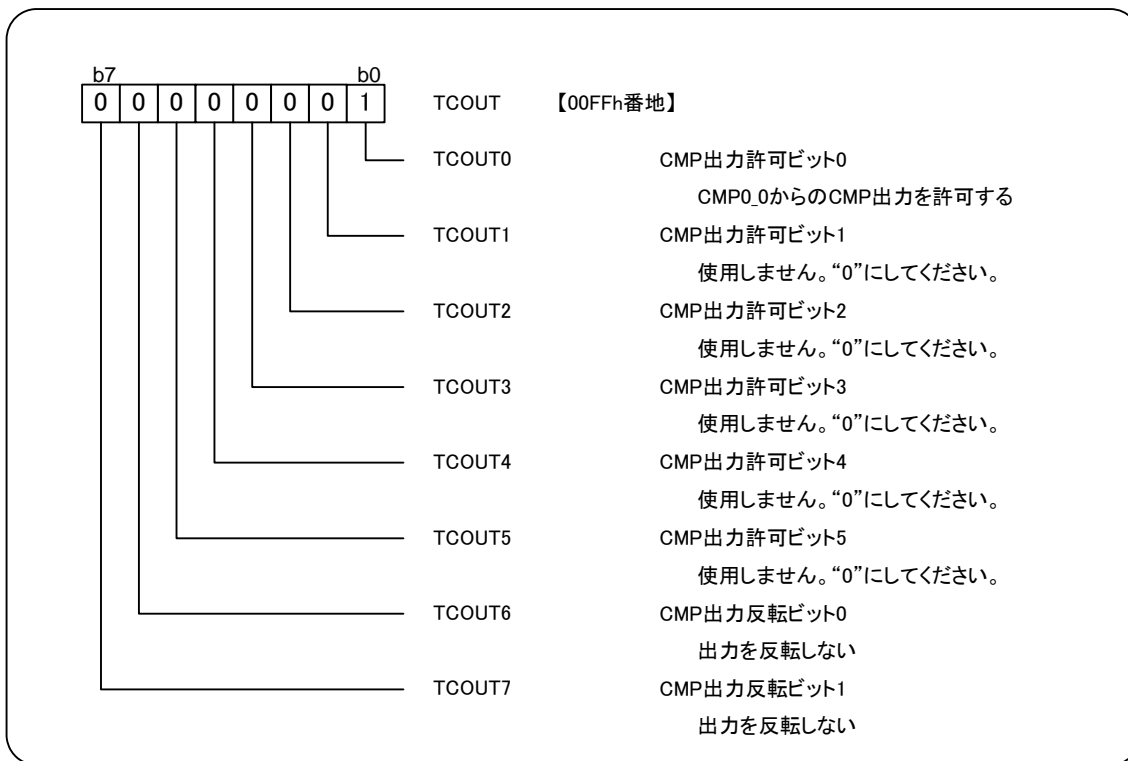 b7 b0
0 0 0 0 0 0 0 1 TCOUT 【00FFh番地】
TCOUT0 CMP出力許可ビット0
CMP0_0からのCMP出力を許可する
TCOUT1 CMP出力許可ビット1
使用しません。“0”にしてください。
TCOUT2 CMP出力許可ビット2
使用しません。“0”にしてください。
TCOUT3 CMP出力許可ビット3
使用しません。“0”にしてください。
TCOUT4 CMP出力許可ビット4
使用しません。“0”にしてください。
TCOUT5 CMP出力許可ビット5
使用しません。“0”にしてください。
TCOUT6 CMP出力反転ビット0
出力を反転しない
TCOUT7 CMP出力反転ビット1
出力を反転しない